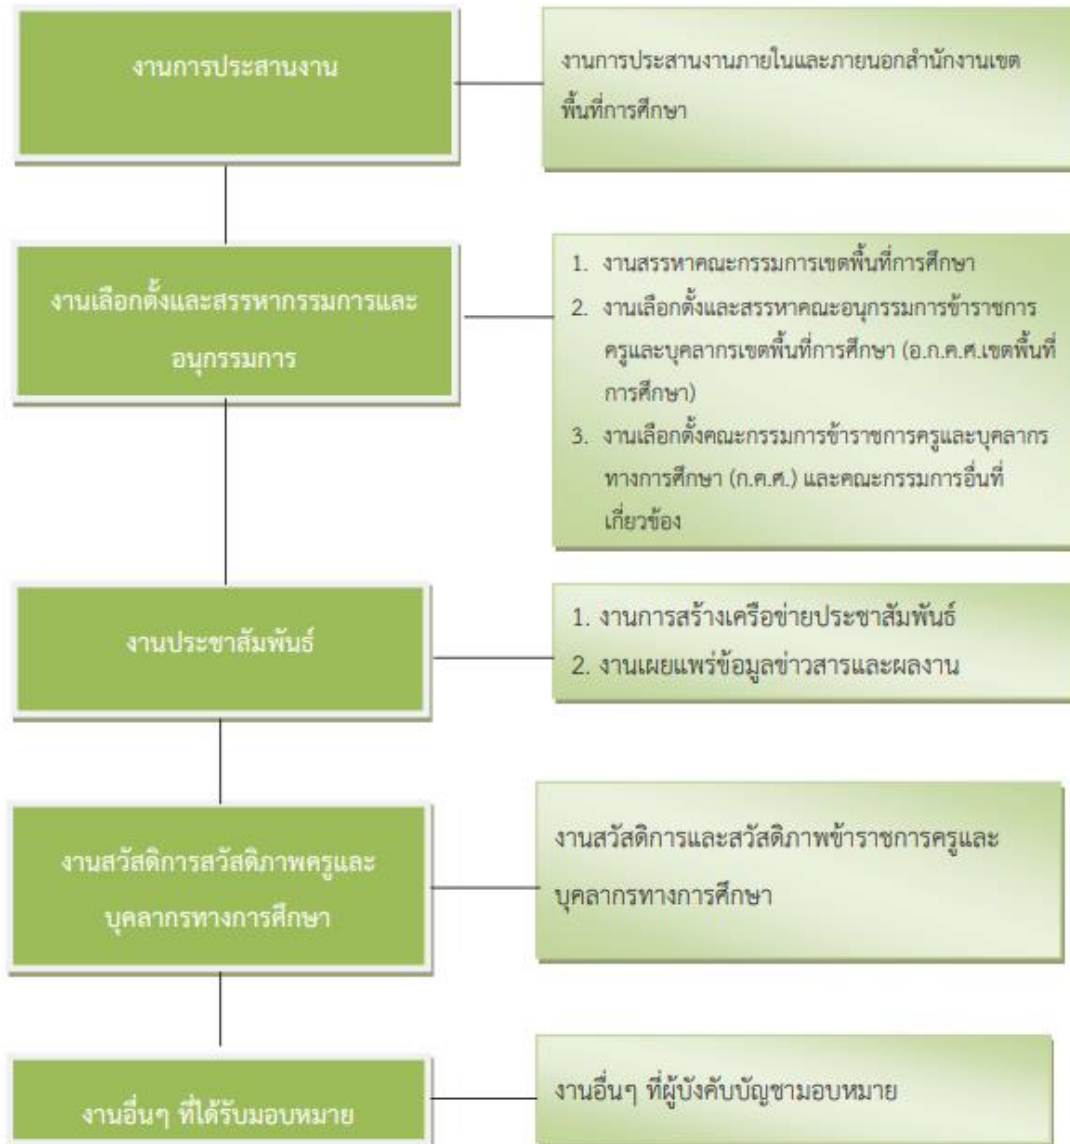 งานการประสานงาน
งานการประสานงานภายในและภายนอกสำนักงานเขต
พื้นที่การศึกษา
งานเลือกตั้งและสรรหากรรมการและ
อนุกรรมการ
1. งานสรรหาคณะกรรมการเขตพื้นที่การศึกษา
2. งานเลือกตั้งและสรรหาคณะอนุกรรมการข้าราชการ
ครูและบุคลากรเขตพื้นที่การศึกษา (อ.ก.ค.ศ.เขตพื้นที่
การศึกษา)
3. งานเลือกตั้งคณะกรรมการข้าราชการครูและบุคลากร
ทางการศึกษา (ก.ค.ศ.) และคณะกรรมการอื่นที่
เกี่ยวข้อง
งานประชาสัมพันธ์
1. งานการสร้างเครือข่ายประชาสัมพันธ์
2. งานเผยแพร่ข้อมูลข่าวสารและผลงาน
งานสวัสดิการสวัสดิภาพครูและ
บุคลากรทางการศึกษา
งานสวัสดิการและสวัสดิภาพข้าราชการครูและ
บุคลากรทางการศึกษา
งานอื่นๆ ที่ได้รับมอบหมาย
งานอื่นๆ ที่ผู้บังคับบัญชามอบหมาย